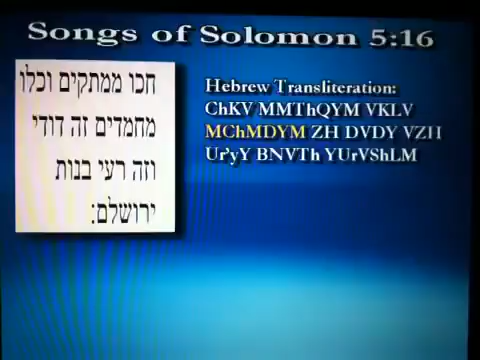 Songs of Solomon 5:16
חכו ממתקים וכלו
מחמדים זה דודי
וזה רעי בנות
ירושלם:
Hebrew Transliteration:
ChKV MMThQYM VKLV
MChMDYM ZH DVDY VZH
Ur'yY BNVTh YUrVShLM